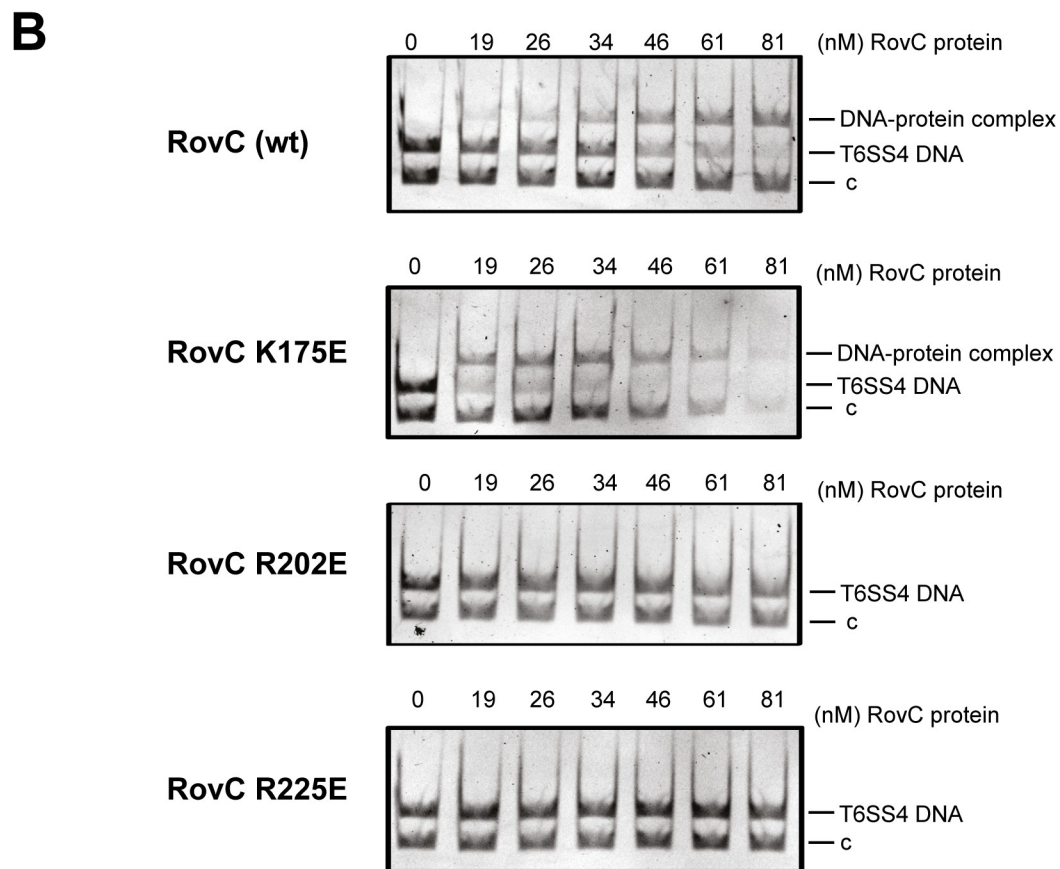 B
0 19 26 34 46 61 81 (nM) RovC protein
RovC (wt)
DNA-protein complex
T6SS4 DNA
c
0 19 26 34 46 61 81 (nM) RovC protein
RovC K175E
DNA-protein complex
T6SS4 DNA
c
0 19 26 34 46 61 81 (nM) RovC protein
RovC R202E
T6SS4 DNA
c
0 19 26 34 46 61 81 (nM) RovC protein
RovC R225E
T6SS4 DNA
c